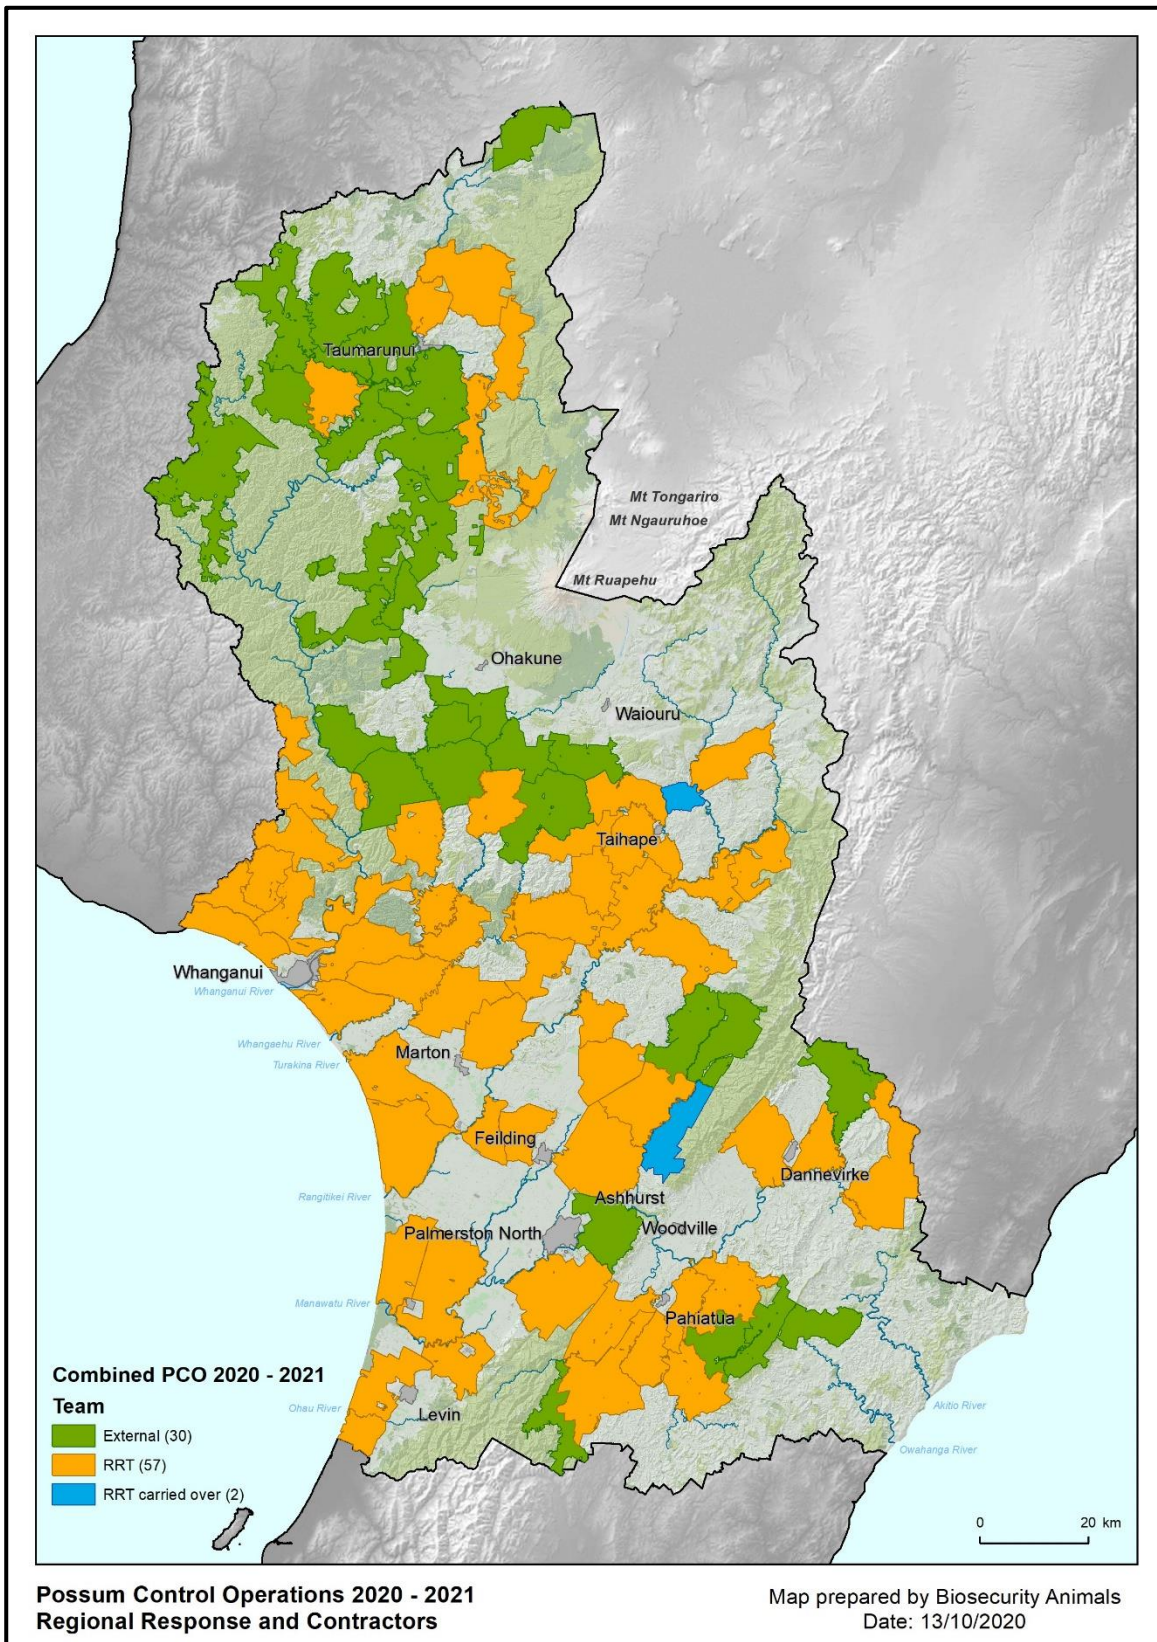 Taumarunui
Mt Tongariro
Mt Ngauruhoe
Mt Ruapehu
Ohakune
Waiouru
Taihape
Whanganui
Whanganui River
Whangaehu River
Marton
Turakina River
Feilding
Dannevirke
Rangitikei River
Ashhurst
Woodville
Palmerston North
Manawatu River
Pahiatua
Combined PCO 2020 - 2021
Team
External (30)
RRT (57)
RRT carried over (2)
Ohau River
Levin
Akitio River
Owahanga River
0 20 km
Possum Control Operations 2020 - 2021
Regional Response and Contractors
Map prepared by Biosecurity Animals
Date: 13/10/2020